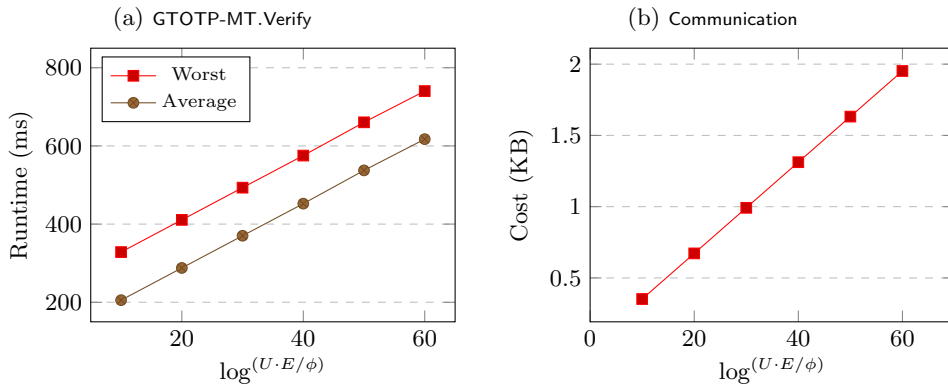 (a) GTOTP-MT.Verify
Worst
Average
Runtime (ms)
800
600
400
200
20
40
60
log^(U·E/ϕ)
(b) Communication
Cost (KB)
2
1.5
1
0.5
0
20
40
60
log^(U·E/ϕ)